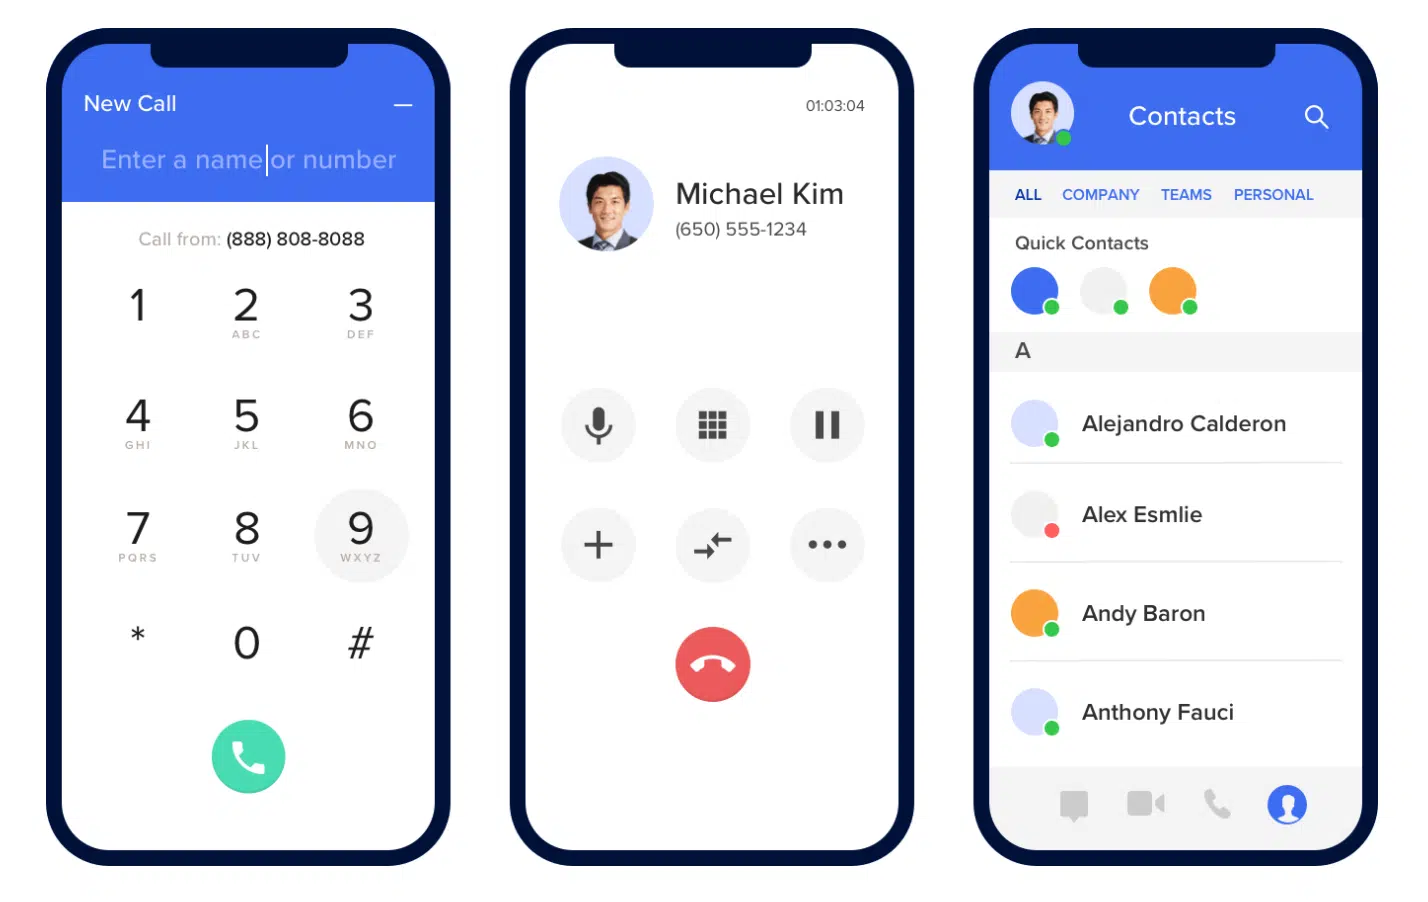 New Call
Enter a name or number
Call from: (888) 808-8088
1 2 3
ABC DEF
4 5 6
GHI JKL MNO
7 8 9
PQRS TUV WXYZ
* 0 #
01:03:04
Michael Kim
(650) 555-1234
Contacts
ALL COMPANY TEAMS PERSONAL
Quick Contacts
A
Alejandro Calderon
Alex Esmlie
Andy Baron
Anthony Fauci